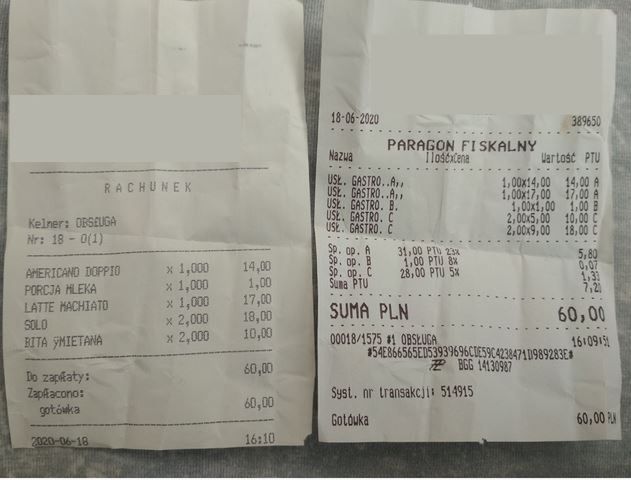 RACHUNEK
Kelner: OBSŁUGA
Nr: 18 - 0(1)
AMERICANO DOPPIO x 1,000 14,00
PORCJA MLEKA x 1,000 1,00
LATTE MACHIATO x 1,000 17,00
SOLO x 2,000 18,00
BITA ÿMIETANA x 2,000 10,00
Do zapłaty: 60,00
Zapłacono:
gotówka 60,00
2020-06-18 16:10
18-06-2020 389650
PARAGON FISKALNY
Nazwa IlośćxCena Wartość PTU
USŁ. GASTRO..A,, 1,00x14,00 14,00 A
USŁ. GASTRO..A,, 1,00x17,00 17,00 A
USŁ. GASTRO. B. 1,00x1,00 1,00 B
USŁ. GASTRO. C 2,00x5,00 10,00 C
USŁ. GASTRO. C 2,00x9,00 18,00 C
Sp. op. A 31,00 PTU 23% 5,80
Sp. op. B 1,00 PTU 8% 0,07
Sp. op. C 28,00 PTU 5% 1,33
Suma PTU 7,20
SUMA PLN 60,00
00018/1575 #1 OBSŁUGA 16:09:51
BGG 14130987
Syst. nr transakcji: 514915
Gotówka 60,00 PLN